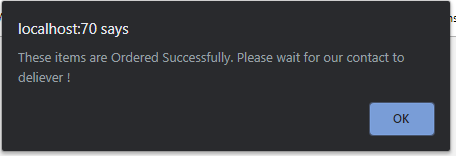 localhost:70 says
These items are Ordered Successfully. Please wait for our contact to
deliever !
OK